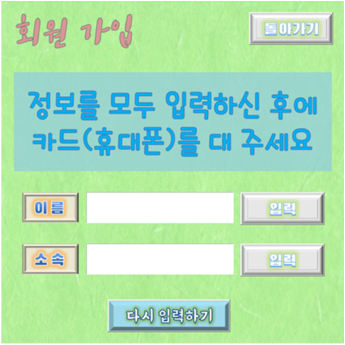 회원 가입
돌아가기
정보를 모두 입력하신 후에
카드(휴대폰)를 대 주세요
이름
입력
소속
입력
다시 입력하기